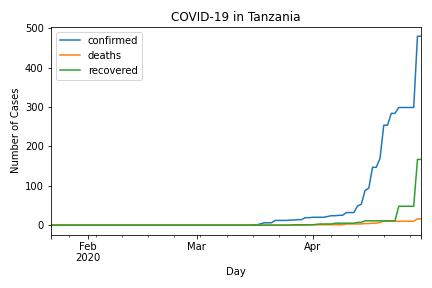 COVID-19 in Tanzania
confirmed
deaths
recovered
Number of Cases
500
400
300
200
100
0
Feb
2020
Mar
Apr
Day